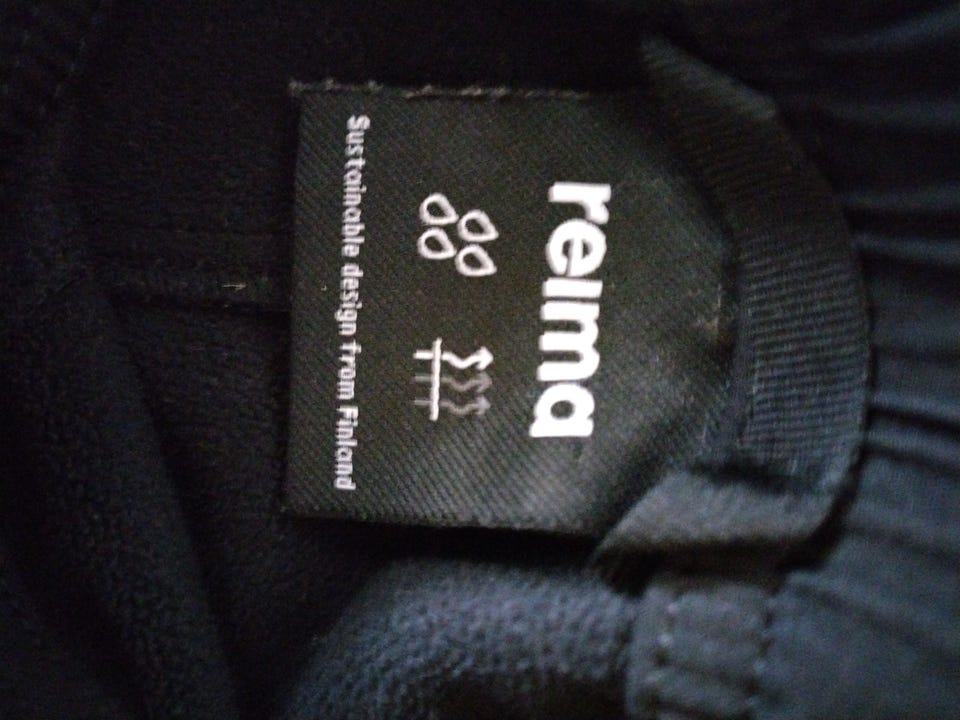 reima
Sustainable design from Finland